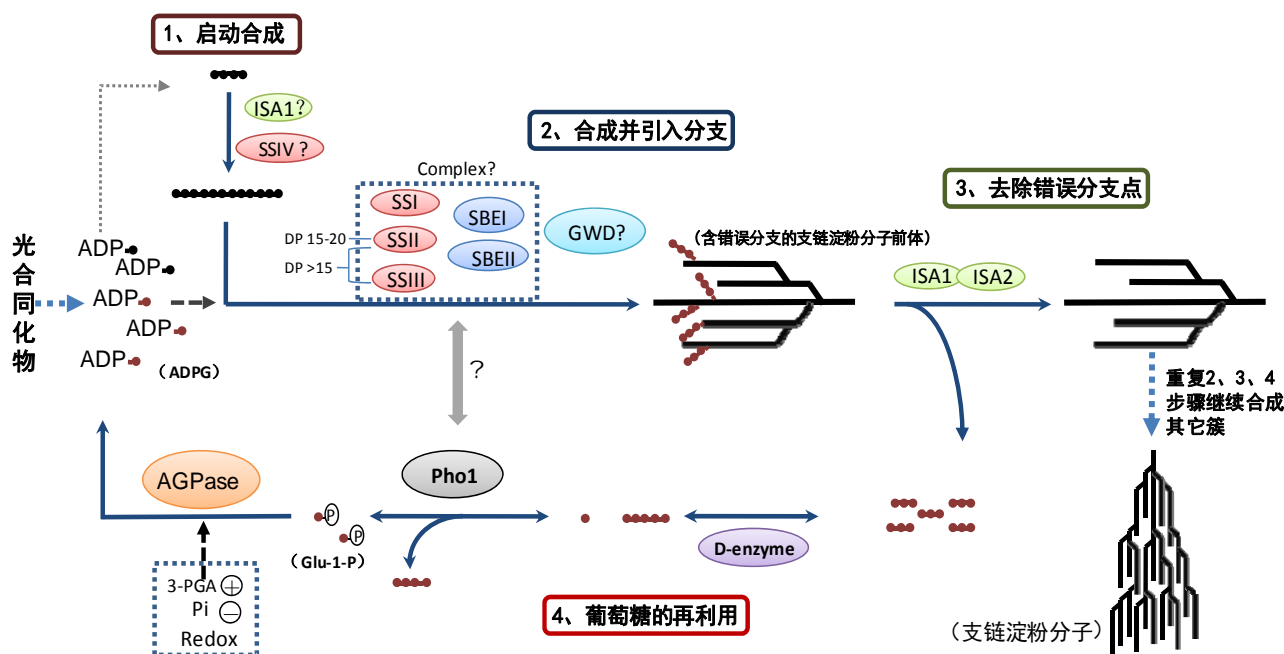 1、启动合成
ISA1?
SSIV ?
2、合成并引入分支
Complex?
SSI
SSII
SSIII
SBEI
SBEII
DP 15-20
DP >15
GWD?
3、去除错误分支点
(含错误分支的支链淀粉分子前体)
ISA1
ISA2
光合同化物
ADP
ADP
ADP
ADP
ADP
(ADPG)
?
重复2、3、4
步骤继续合成
其它簇
AGPase
Pho1
P
P
(Glu-1-P)
D-enzyme
3-PGA +
Pi −
Redox
4、葡萄糖的再利用
(支链淀粉分子)